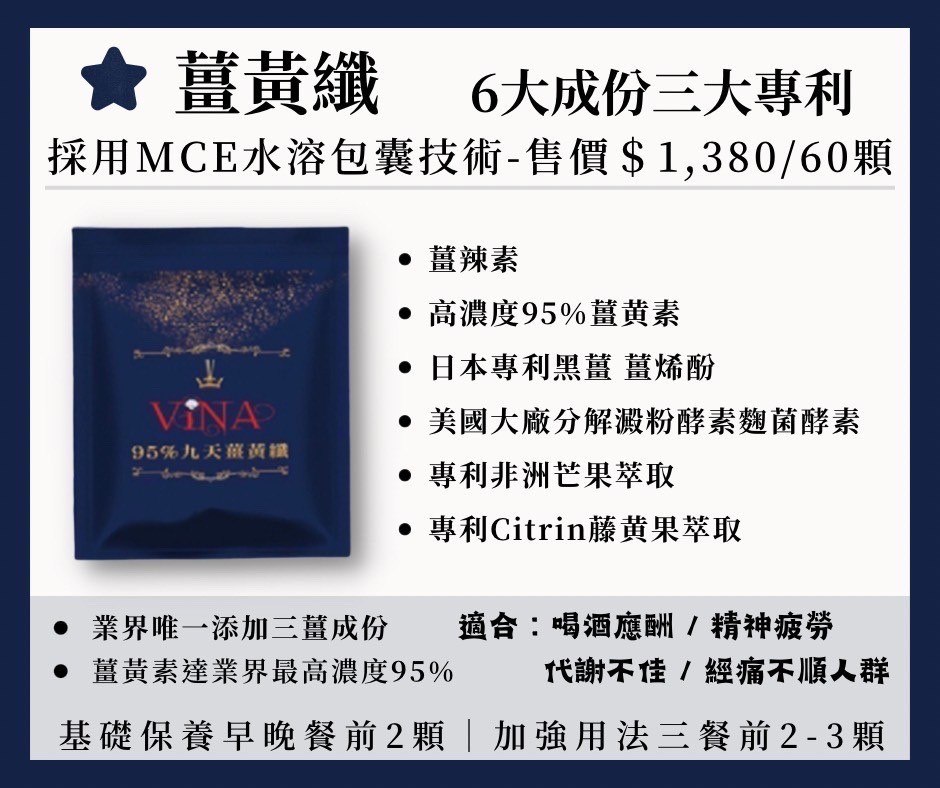 薑黃纖
6大成份三大專利
採用MCE水溶包囊技術-售價＄1,380/60顆
ViNA
95%九天薑黃纖
• 薑辣素
• 高濃度95%薑黄素
• 日本專利黑薑 薑烯酚
• 美國大廠分解澱粉酵素麴菌酵素
• 專利非洲芒果萃取
• 專利Citrin藤黄果萃取
• 業界唯一添加三薑成份
• 薑黃素達業界最高濃度95%
適合：喝酒應酬 / 精神疲勞
代謝不佳 / 經痛不順人群
基礎保養早晚餐前2顆｜加強用法三餐前2-3顆